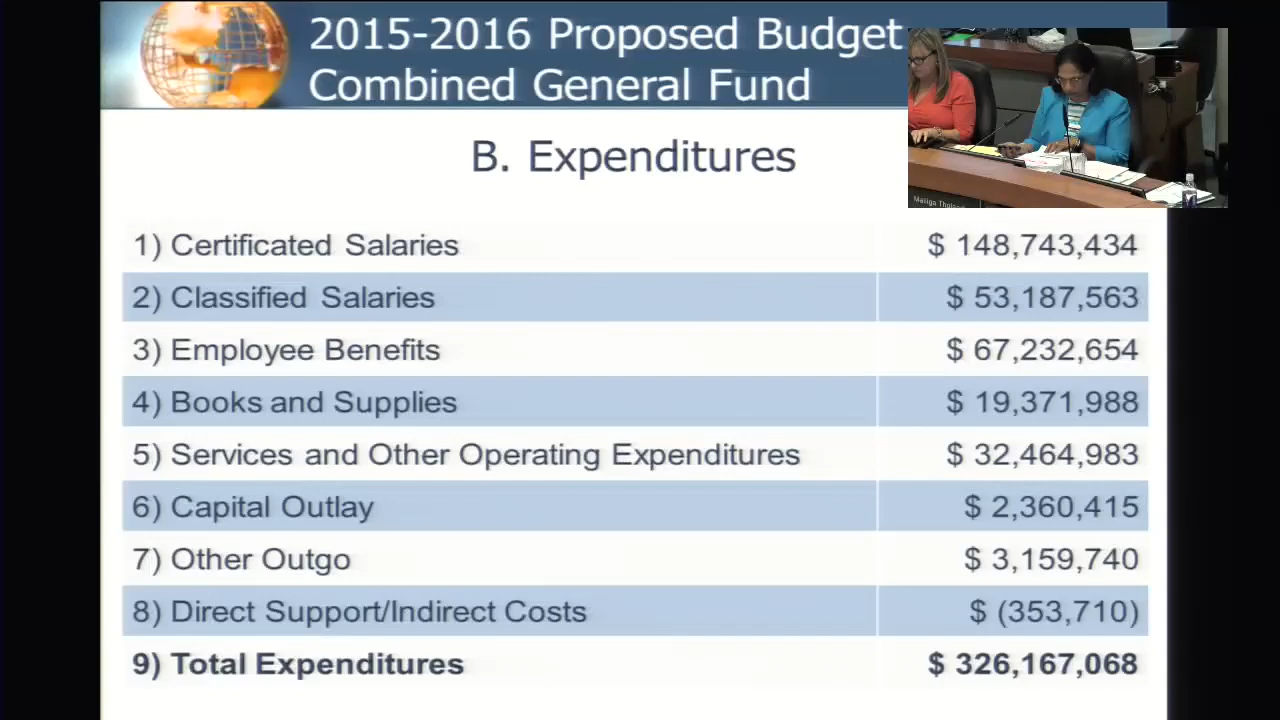 2015-2016 Proposed Budget
Combined General Fund
B. Expenditures
1) Certificated Salaries $ 148,743,434
2) Classified Salaries $ 53,187,563
3) Employee Benefits $ 67,232,654
4) Books and Supplies $ 19,371,988
5) Services and Other Operating Expenditures $ 32,464,983
6) Capital Outlay $ 2,360,415
7) Other Outgo $ 3,159,740
8) Direct Support/Indirect Costs $ (353,710)
9) Total Expenditures $ 326,167,068